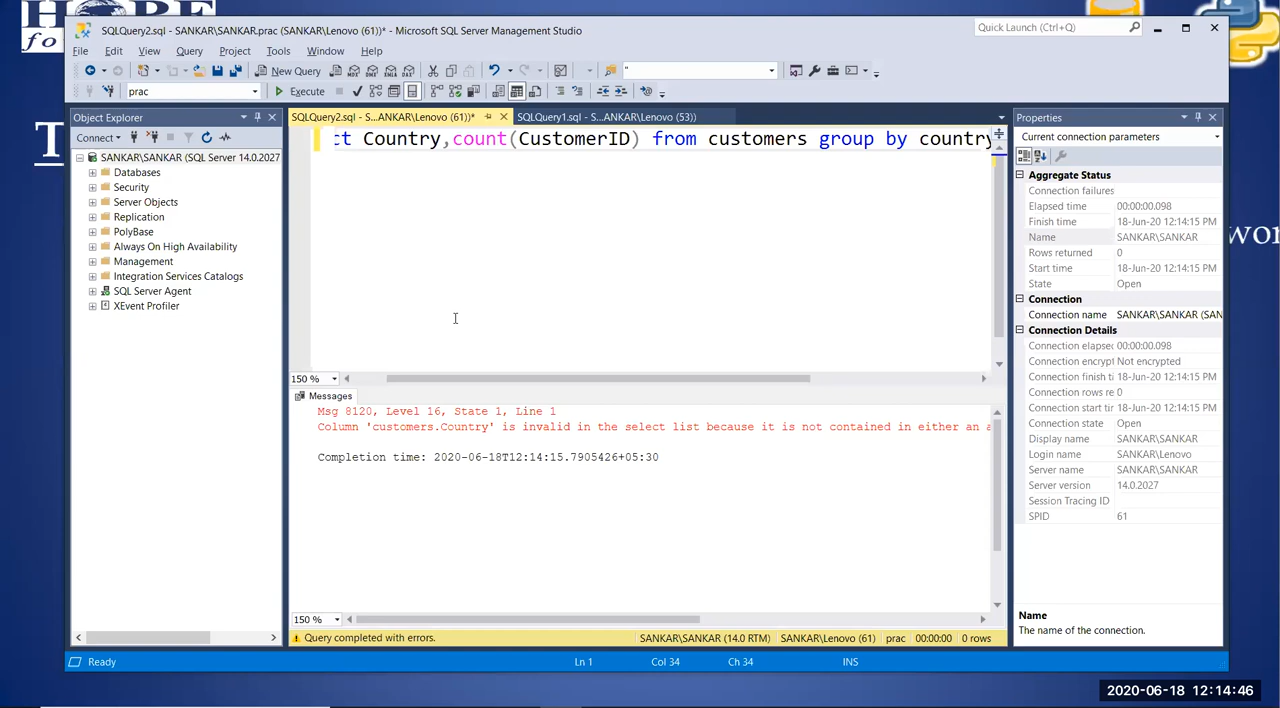 HOPE
fo
T
wor
SQLQuery2.sql - SANKAR\SANKAR.prac (SANKAR\Lenovo (61))* - Microsoft SQL Server Management Studio
Quick Launch (Ctrl+Q)
File Edit View Query Project Tools Window Help
New Query
prac
Execute
Object Explorer
Connect
SANKAR\SANKAR (SQL Server 14.0.2027
Databases
Security
Server Objects
Replication
PolyBase
Always On High Availability
Management
Integration Services Catalogs
SQL Server Agent
XEvent Profiler
SQLQuery2.sql - S...ANKAR\Lenovo (61))*
SQLQuery1.sql - S...ANKAR\Lenovo (53))
ct Country,count(CustomerID) from customers group by country
150 %
Messages
Msg 8120, Level 16, State 1, Line 1
Column 'customers.Country' is invalid in the select list because it is not contained in either an a
Completion time: 2020-06-18T12:14:15.7905426+05:30
150 %
Query completed with errors.
SANKAR\SANKAR (14.0 RTM) SANKAR\Lenovo (61) prac 00:00:00 0 rows
Properties
Current connection parameters
Aggregate Status
Connection failures
Elapsed time 00:00:00.098
Finish time 18-Jun-20 12:14:15 PM
Name SANKAR\SANKAR
Rows returned 0
Start time 18-Jun-20 12:14:15 PM
State Open
Connection
Connection name SANKAR\SANKAR (SAN
Connection Details
Connection elapse 00:00:00.098
Connection encryp Not encrypted
Connection finish ti 18-Jun-20 12:14:15 PM
Connection rows re 0
Connection start tir 18-Jun-20 12:14:15 PM
Connection state Open
Display name SANKAR\SANKAR
Login name SANKAR\Lenovo
Server name SANKAR\SANKAR
Server version 14.0.2027
Session Tracing ID
SPID 61
Name
The name of the connection.
Ready
Ln 1 Col 34 Ch 34 INS
2020-06-18 12:14:46